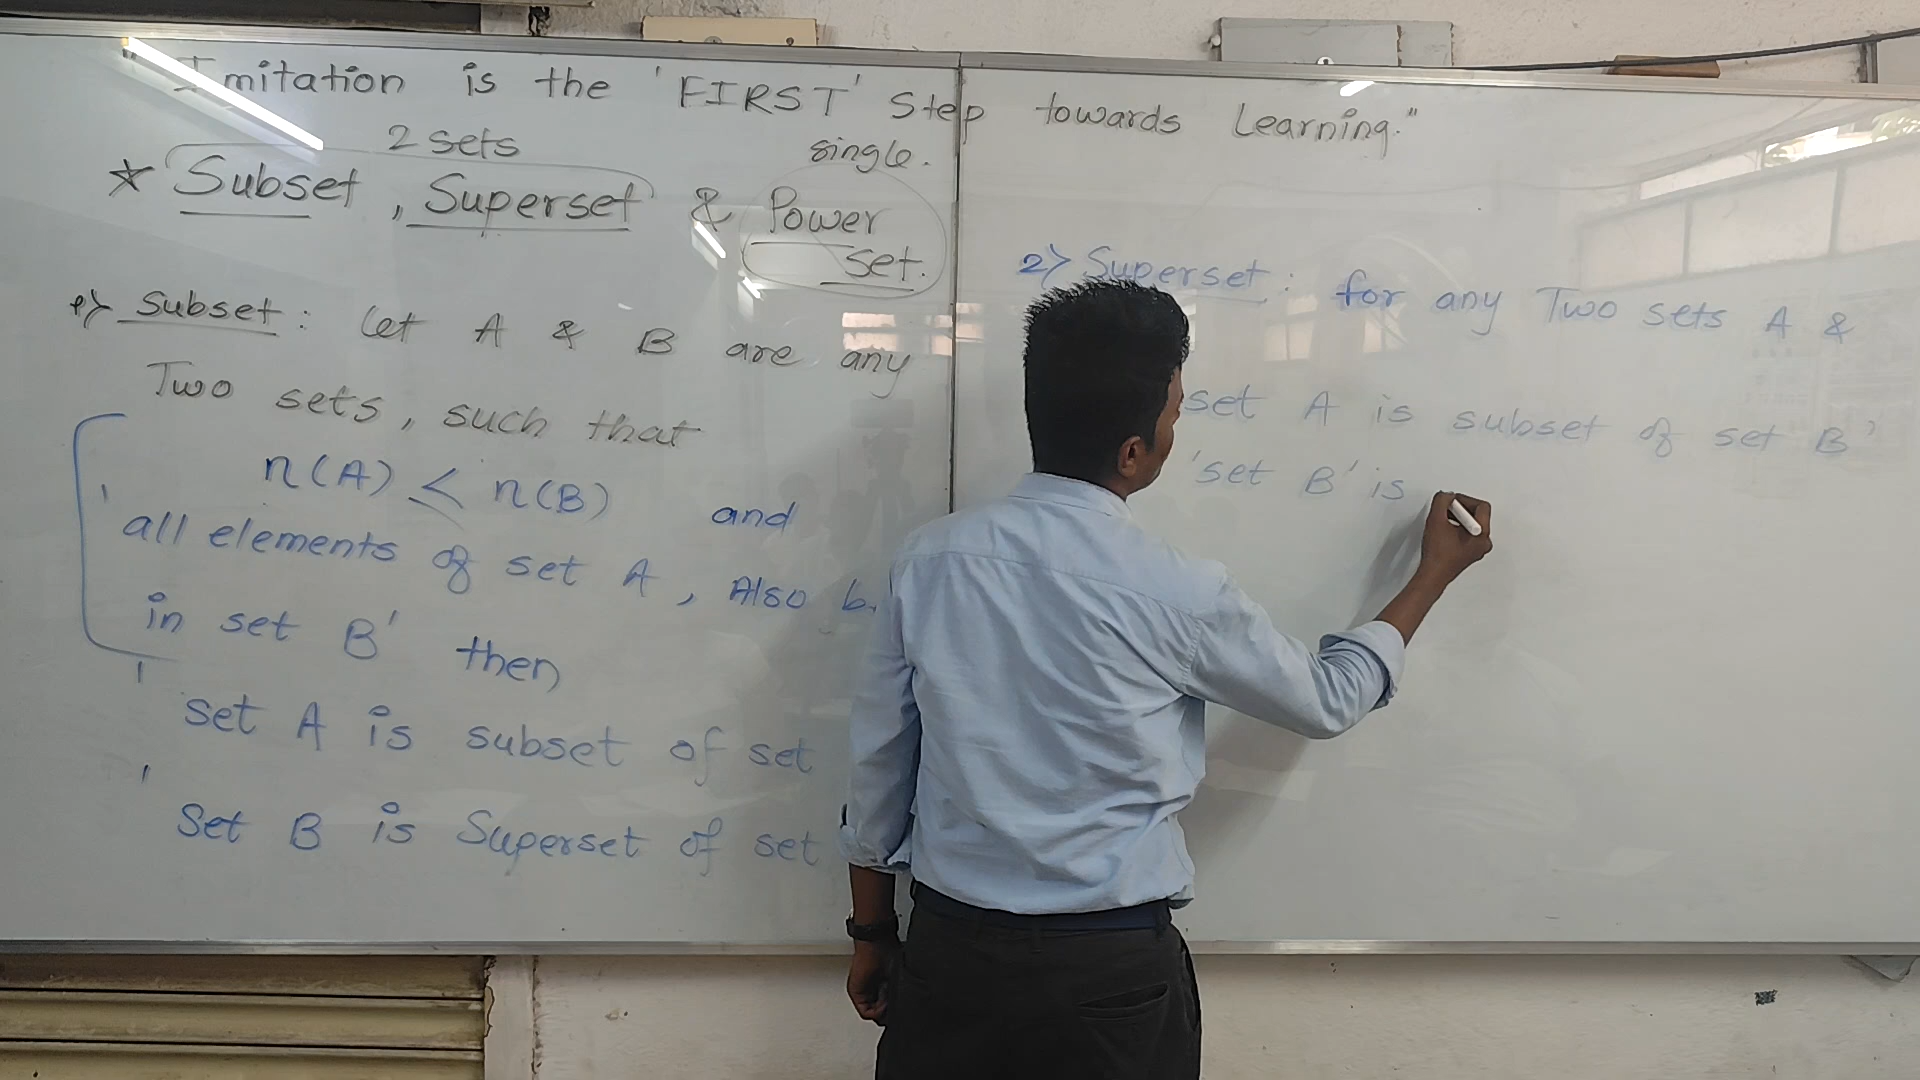 "Imitation is the 'FIRST' Step towards Learning."
2 sets single.
* Subset, Superset & Power
set.
1) Subset: Let A & B are any
Two sets, such that
n(A) < n(B) and
all elements of set A, Also
in set B' then
set A is subset of set
Set B is Superset of set
2) Superset: for any Two sets A &
set A is subset of set B'
'set B' is